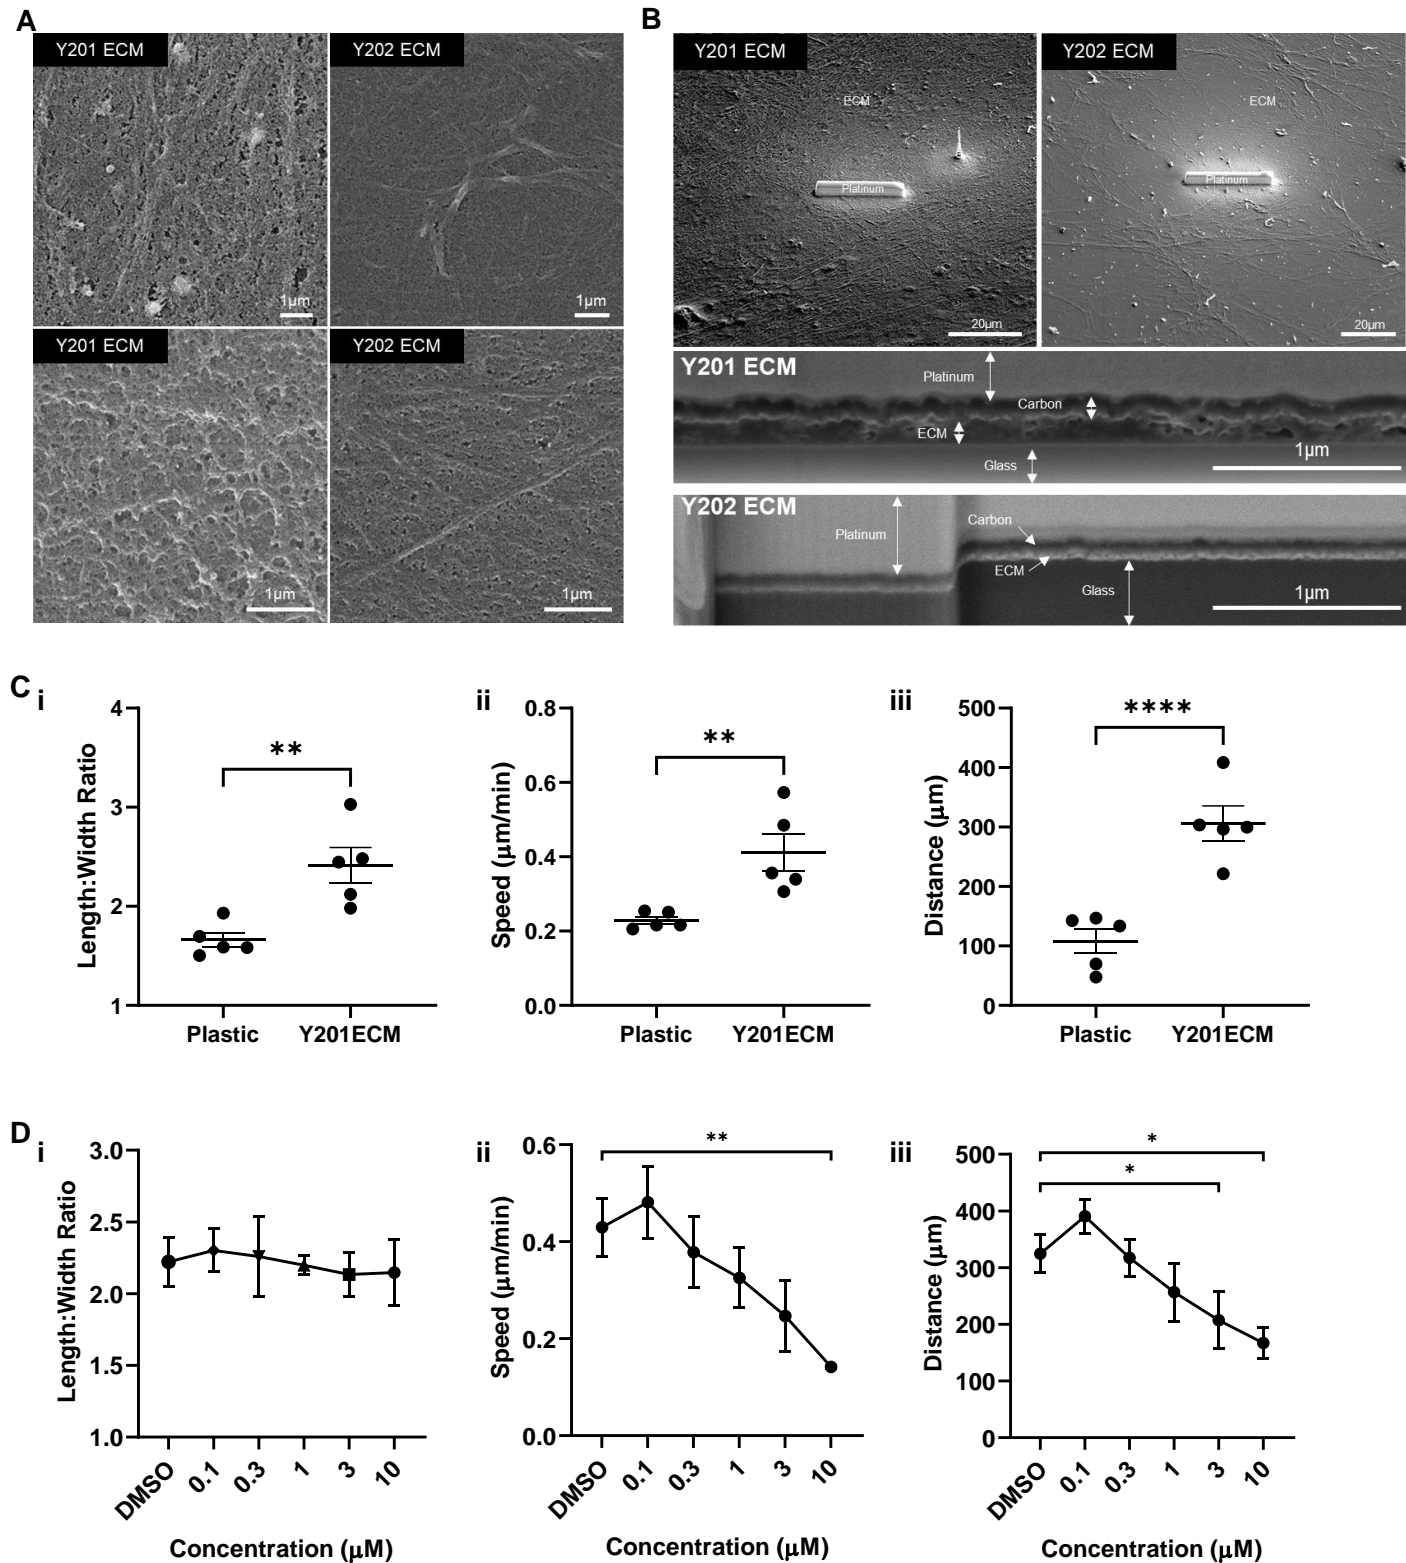 A
Y201 ECM
Y202 ECM
1μm
1μm
Y201 ECM
Y202 ECM
1μm
1μm
B
Y201 ECM
ECM
Platinum
20μm
Y202 ECM
ECM
Platinum
20μm
Y201 ECM
Platinum
Carbon
ECM
Glass
1μm
Y202 ECM
Platinum
Carbon
ECM
Glass
1μm
C
i
Length:Width Ratio
4
3
2
1
**
Plastic
Y201ECM
ii
Speed (μm/min)
0.8
0.6
0.4
0.2
0.0
**
Plastic
Y201ECM
iii
Distance (μm)
500
400
300
200
100
0
****
Plastic
Y201ECM
D
i
Length:Width Ratio
3.0
2.5
2.0
1.5
1.0
DMSO
0.1
0.3
1
3
10
Concentration (μM)
ii
Speed (μm/min)
0.6
0.4
0.2
0.0
**
DMSO
0.1
0.3
1
3
10
Concentration (μM)
iii
Distance (μm)
500
400
300
200
100
0
*
*
DMSO
0.1
0.3
1
3
10
Concentration (μM)